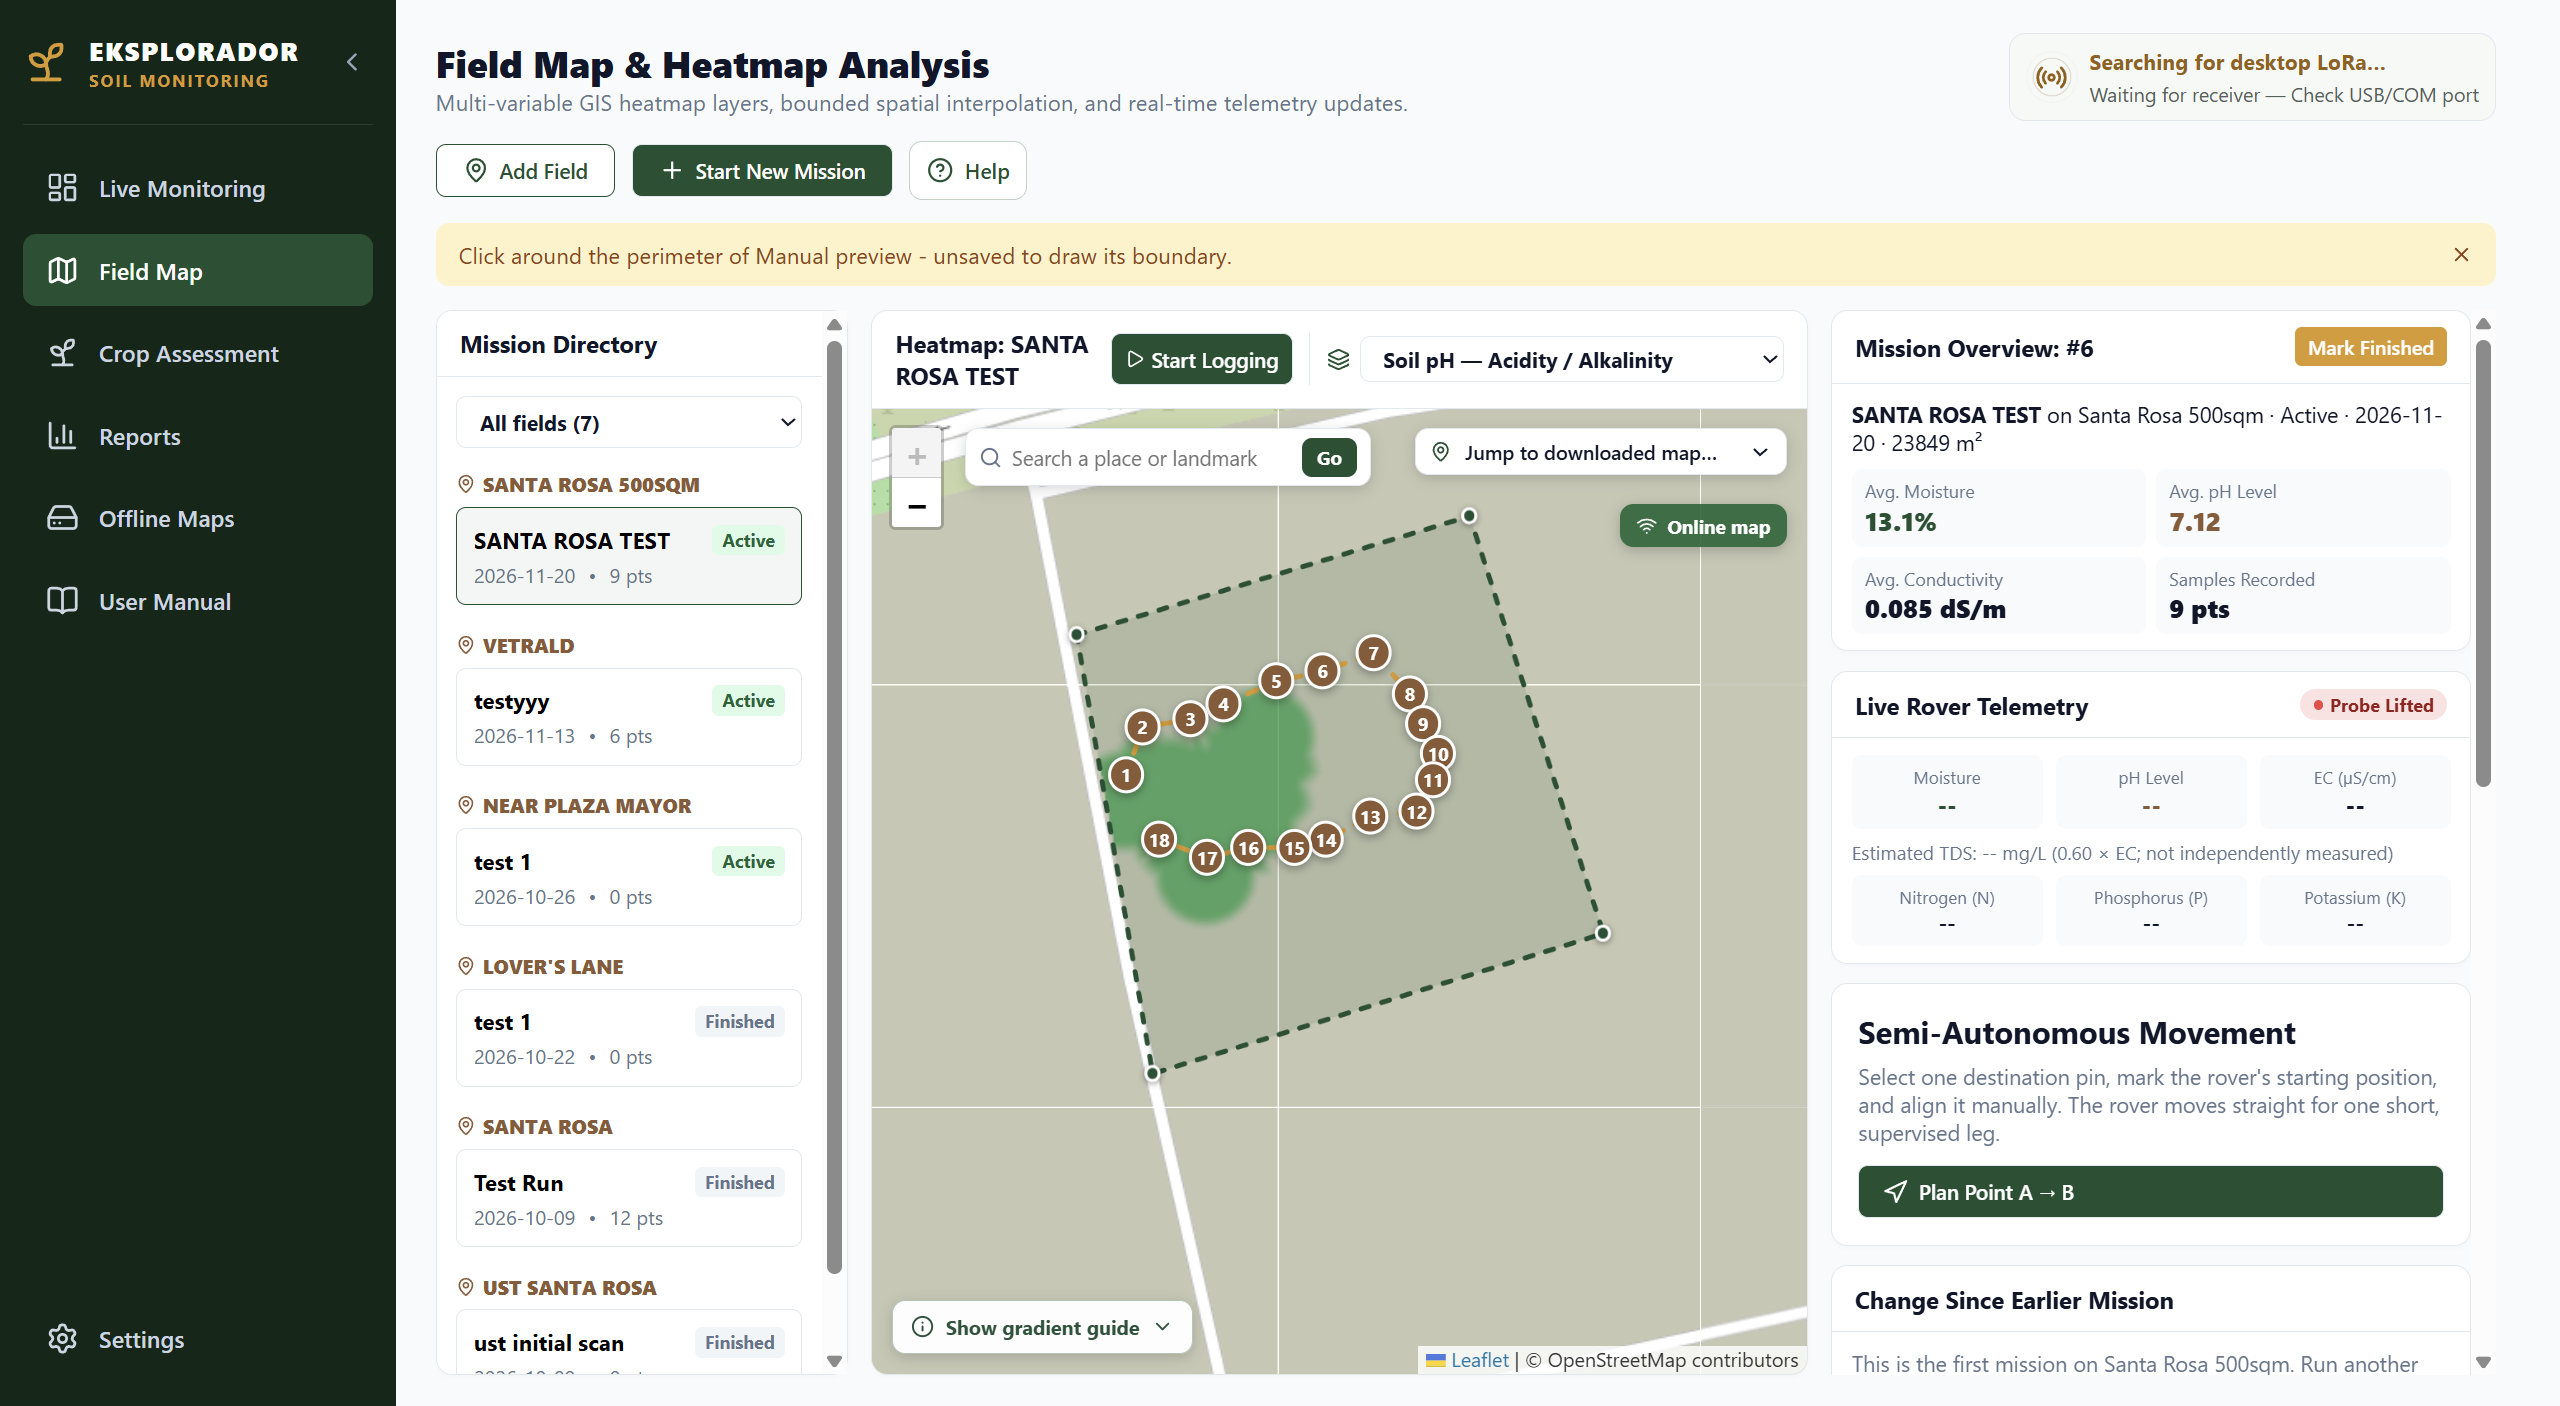 EKSPLORADOR
SOIL MONITORING
Live Monitoring
Field Map
Crop Assessment
Reports
Offline Maps
User Manual
Settings
Field Map & Heatmap Analysis
Multi-variable GIS heatmap layers, bounded spatial interpolation, and real-time telemetry updates.
Searching for desktop LoRa...
Waiting for receiver — Check USB/COM port
Add Field
Start New Mission
Help
Click around the perimeter of Manual preview - unsaved to draw its boundary.
Mission Directory
All fields (7)
SANTA ROSA 500SQM
SANTA ROSA TEST
Active
2026-11-20 • 9 pts
VETRALD
testyyy
Active
2026-11-13 • 6 pts
NEAR PLAZA MAYOR
test 1
Active
2026-10-26 • 0 pts
LOVER'S LANE
test 1
Finished
2026-10-22 • 0 pts
SANTA ROSA
Test Run
Finished
2026-10-09 • 12 pts
UST SANTA ROSA
ust initial scan
Finished
Heatmap: SANTA
ROSA TEST
Start Logging
Soil pH — Acidity / Alkalinity
+
−
Search a place or landmark
Go
Jump to downloaded map...
Online map
1
2
3
4
5
6
7
8
9
10
11
12
13
14
15
16
17
18
Show gradient guide
Leaflet | © OpenStreetMap contributors
Mission Overview: #6
Mark Finished
SANTA ROSA TEST on Santa Rosa 500sqm · Active · 2026-11-
20 · 23849 m²
Avg. Moisture
13.1%
Avg. pH Level
7.12
Avg. Conductivity
0.085 dS/m
Samples Recorded
9 pts
Live Rover Telemetry
Probe Lifted
Moisture
--
pH Level
--
EC (µS/cm)
--
Estimated TDS: -- mg/L (0.60 × EC; not independently measured)
Nitrogen (N)
--
Phosphorus (P)
--
Potassium (K)
--
Semi-Autonomous Movement
Select one destination pin, mark the rover's starting position,
and align it manually. The rover moves straight for one short,
supervised leg.
Plan Point A → B
Change Since Earlier Mission
This is the first mission on Santa Rosa 500sqm. Run another